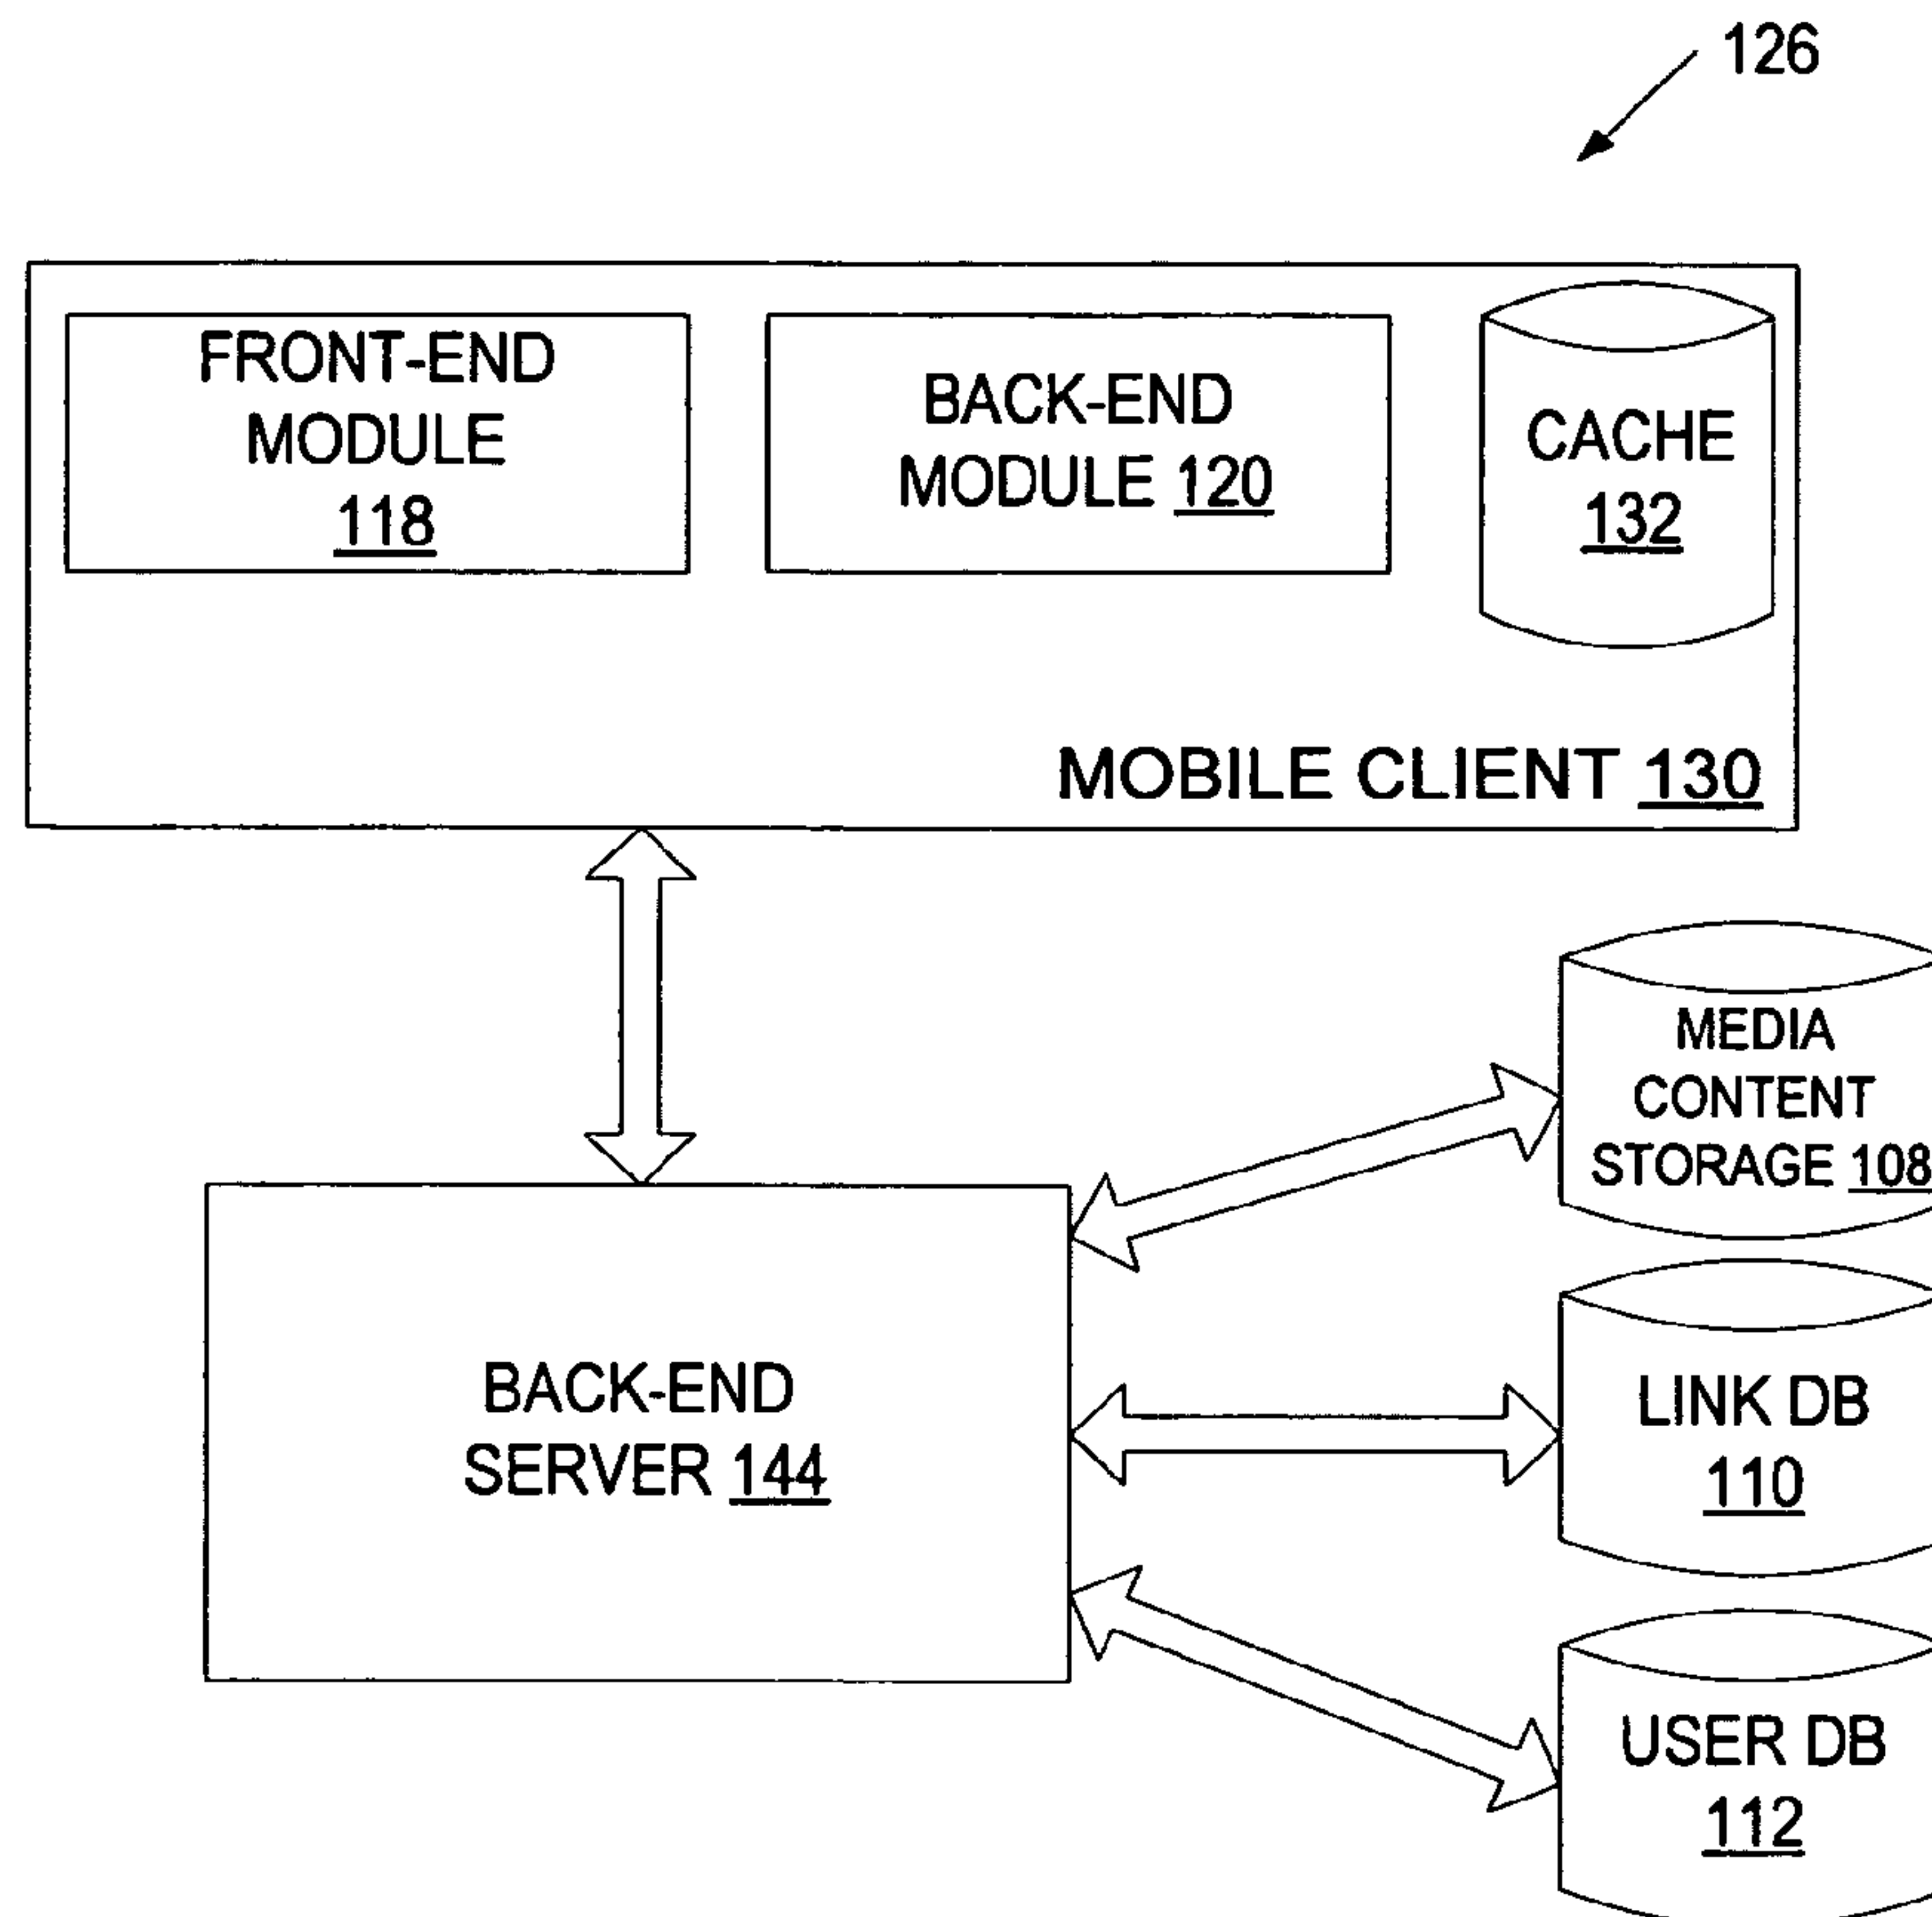 126
FRONT-END
MODULE
118
BACK-END
MODULE 120
CACHE
132
MOBILE CLIENT 130
MEDIA
CONTENT
STORAGE 108
BACK-END
SERVER 144
LINK DB
110
USER DB
112